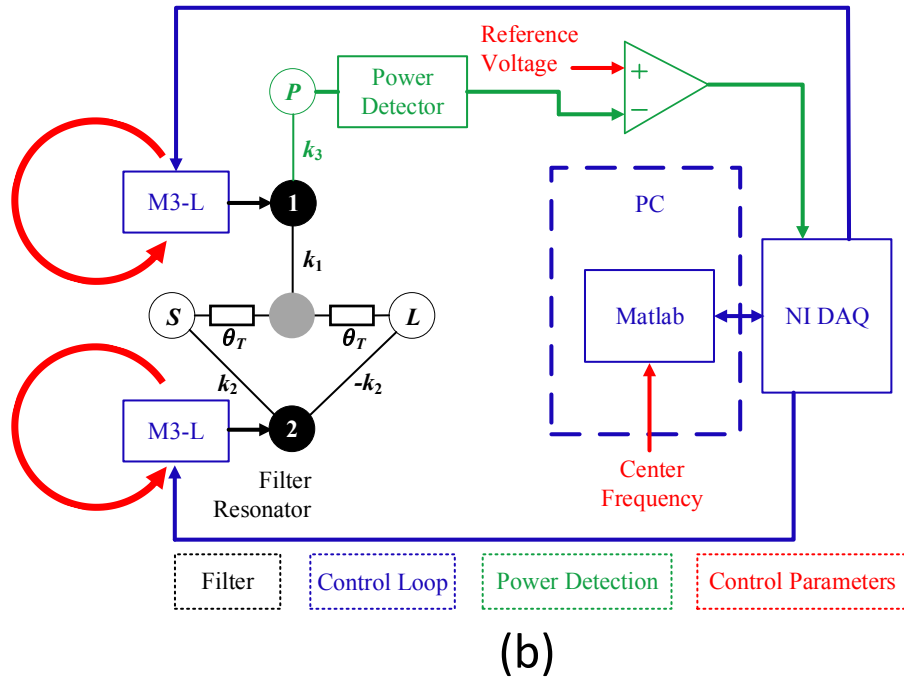 Reference
Voltage
Power
Detector
P
+
−
k3
M3-L
1
PC
k1
Matlab
NI DAQ
S
L
θT
θT
k2
-k2
M3-L
2
Filter
Resonator
Center
Frequency
Filter
Control Loop
Power Detection
Control Parameters
(b)